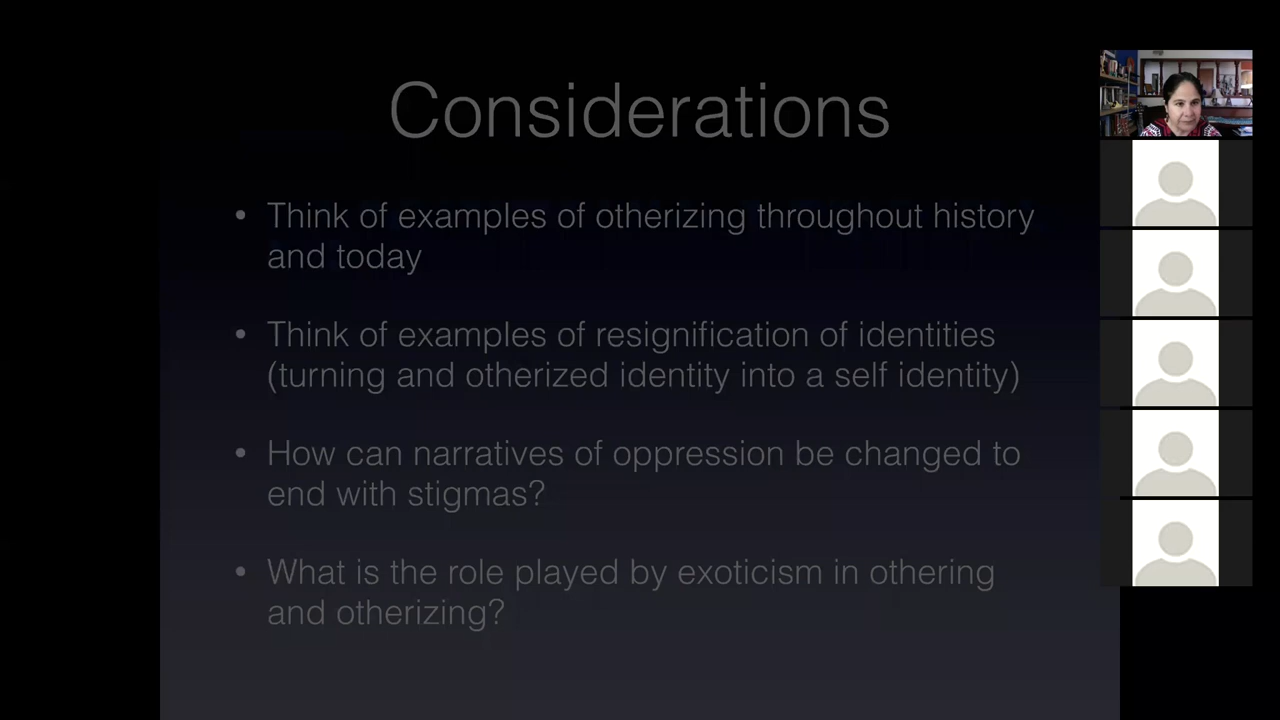 Considerations
• Think of examples of otherizing throughout history
and today
• Think of examples of resignification of identities
(turning and otherized identity into a self identity)
• How can narratives of oppression be changed to
end with stigmas?
• What is the role played by exoticism in othering
and otherizing?